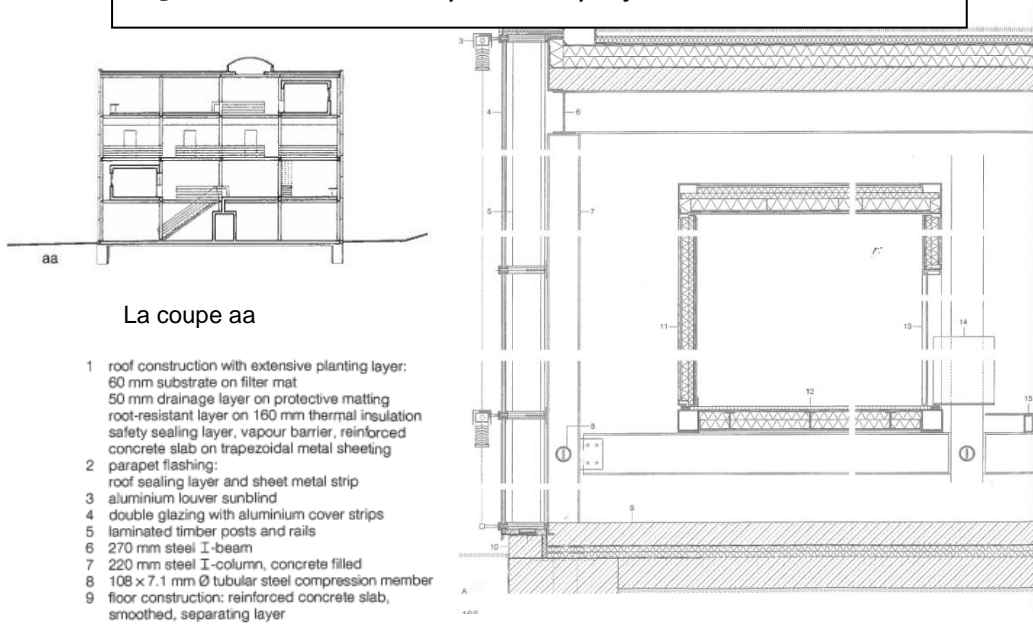 aa
La coupe aa
1 roof construction with extensive planting layer:
60 mm substrate on filter mat
50 mm drainage layer on protective matting
root-resistant layer on 160 mm thermal insulation
safety sealing layer, vapour barrier, reinforced
concrete slab on trapezoidal metal sheeting
2 parapet flashing:
roof sealing layer and sheet metal strip
3 aluminium louver sunblind
4 double glazing with aluminium cover strips
5 laminated timber posts and rails
6 270 mm steel I-beam
7 220 mm steel I-column, concrete filled
8 108 × 7.1 mm Ø tubular steel compression member
9 floor construction: reinforced concrete slab,
smoothed, separating layer
3
4
6
5
7
11
13
14
12
15
8
9
10
A